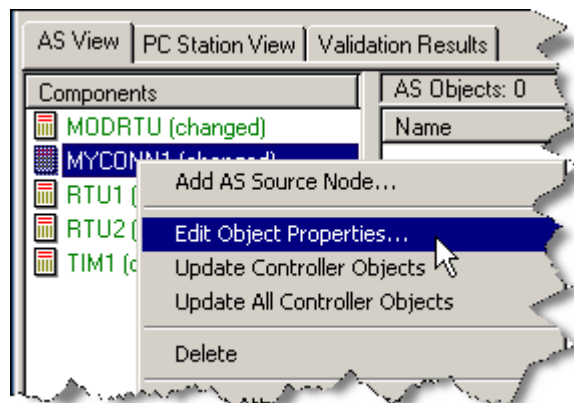 AS View PC Station View Validation Results
Components AS Objects: 0
MODRTU (changed) Name
MYCONN1 (changed)
Add AS Source Node...
RTU1 (
Edit Object Properties...
RTU2 (
Update Controller Objects
TIM1 (c
Update All Controller Objects
Delete